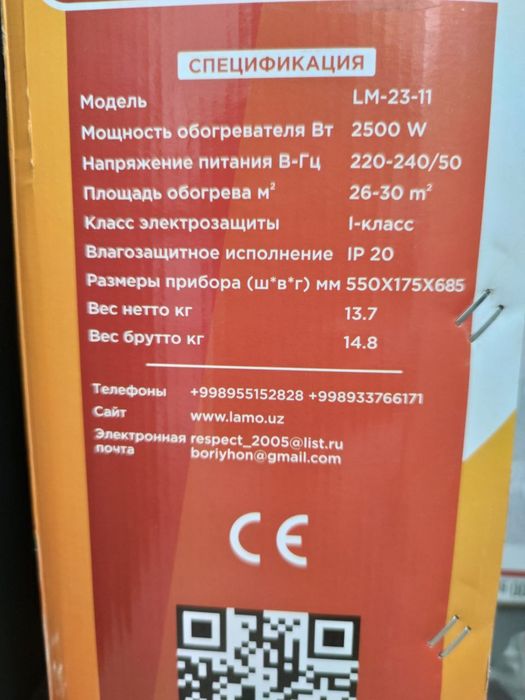 СПЕЦИФИКАЦИЯ
Модель LM-23-11
Мощность обогревателя Вт 2500 W
Напряжение питания В-Гц 220-240/50
Площадь обогрева м² 26-30 m²
Класс электрозащиты I-класс
Влагозащитное исполнение IP 20
Размеры прибора (ш*в*г) мм 550X175X685
Вес нетто кг 13.7
Вес брутто кг 14.8
Телефоны +998955152828 +998933766171
Сайт www.lamo.uz
Электронная respect_2005@list.ru
почта boriyhon@gmail.com
CE